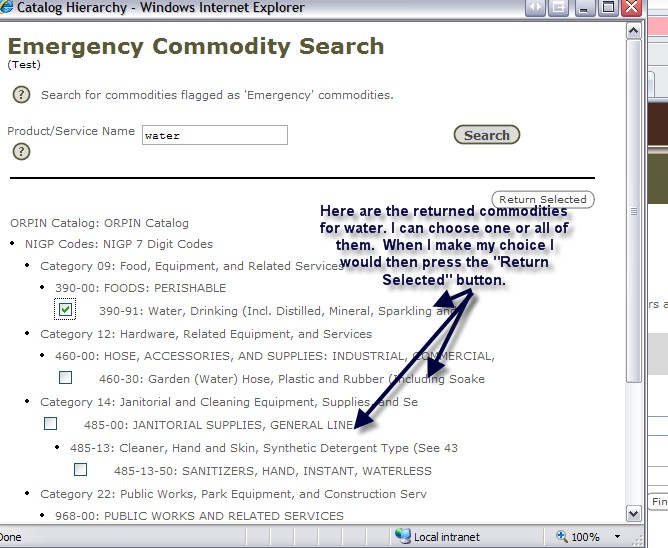 Catalog Hierarchy - Windows Internet Explorer
Emergency Commodity Search
(Test)
? Search for commodities flagged as 'Emergency' commodities.
Product/Service Name water Search
?
Return Selected
Here are the returned commodities
for water. I can choose one or all of
them. When I make my choice I
would then press the "Return
Selected" button.
ORPIN Catalog: ORPIN Catalog
• NIGP Codes: NIGP 7 Digit Codes
• Category 09: Food, Equipment, and Related Services
• 390-00: FOODS: PERISHABLE
390-91: Water, Drinking (Incl. Distilled, Mineral, Sparkling and
• Category 12: Hardware, Related Equipment, and Services
• 460-00: HOSE, ACCESSORIES, AND SUPPLIES: INDUSTRIAL, COMMERCIAL,
460-30: Garden (Water) Hose, Plastic and Rubber (Including Soake
• Category 14: Janitorial and Cleaning Equipment, Supplies, and Se
485-00: JANITORIAL SUPPLIES, GENERAL LINE
• 485-13: Cleaner, Hand and Skin, Synthetic Detergent Type (See 43
485-13-50: SANITIZERS, HAND, INSTANT, WATERLESS
• Category 22: Public Works, Park Equipment, and Construction Serv
• 968-00: PUBLIC WORKS AND RELATED SERVICES
Done Local intranet 100%
rs a
Fin